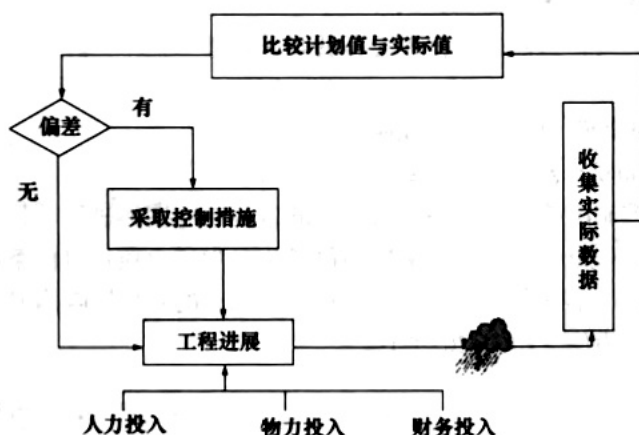 比较计划值与实际值
偏差
有
无
采取控制措施
收集实际数据
工程进展
人力投入
物力投入
财务投入